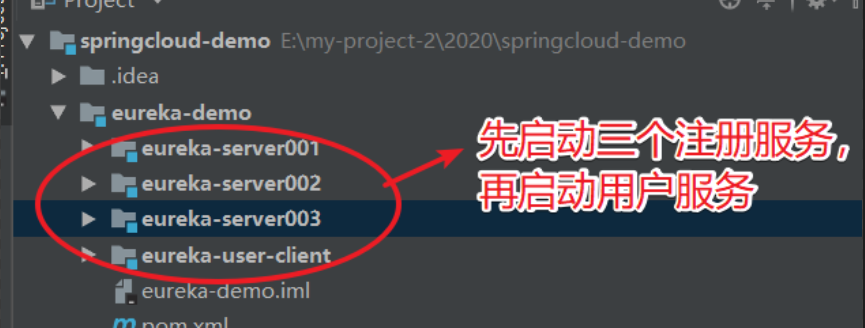 Project
springcloud-demo E:\my-project-2\2020\springcloud-demo
.idea
eureka-demo
eureka-server001
eureka-server002
eureka-server003
eureka-user-client
eureka-demo.iml
pom.xml
先启动三个注册服务，
再启动用户服务